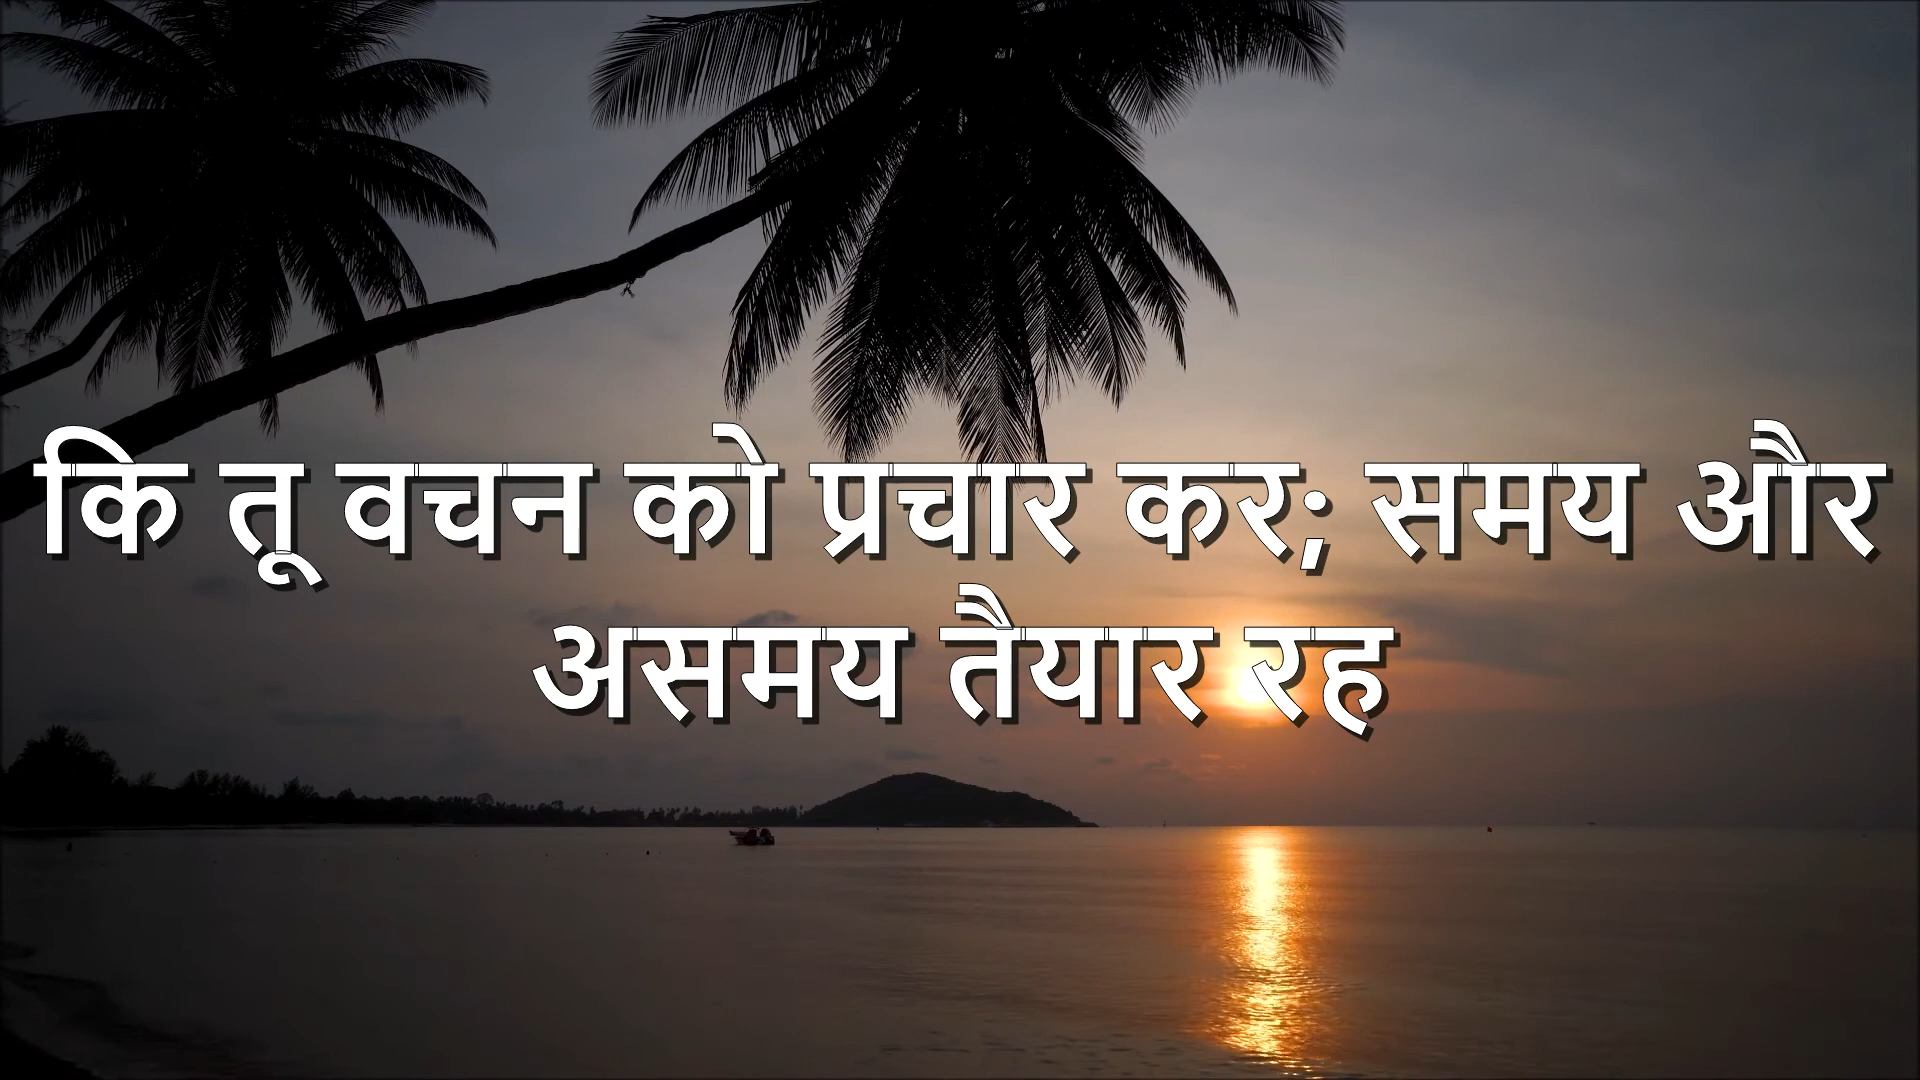 कि तू वचन को प्रचार कर; समय और
असमय तैयार रह